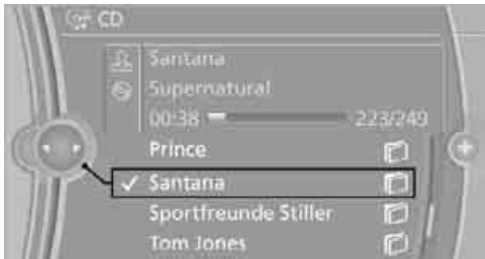 CD
Santana
Supernatural
00:38 223/249
Prince
Santana
Sportfreunde Stiller
Tom Jones